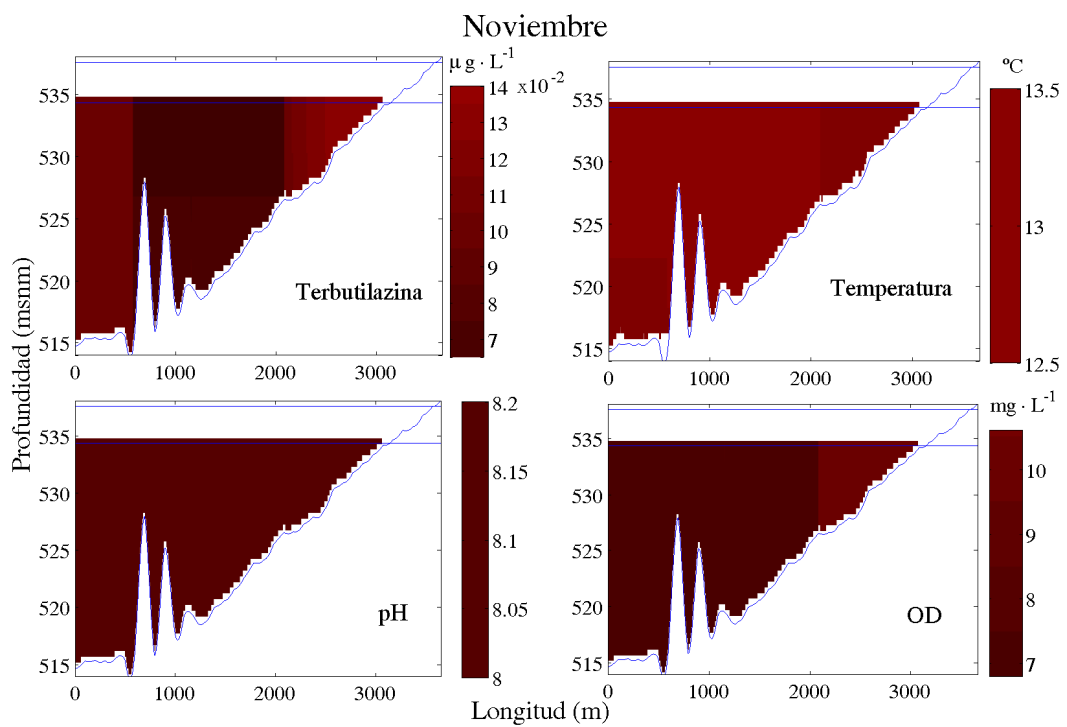 Noviembre
μ g · L⁻¹
x10⁻²
14
13
12
11
10
9
8
7
535
530
525
520
515
0 1000 2000 3000
Terbutilazina
ºC
13.5
13
12.5
535
530
525
520
515
0 1000 2000 3000
Temperatura
Profundidad (msnm)
8.2
8.15
8.1
8.05
8
535
530
525
520
515
0 1000 2000 3000
pH
mg · L⁻¹
10
9
8
7
535
530
525
520
515
0 1000 2000 3000
OD
Longitud (m)